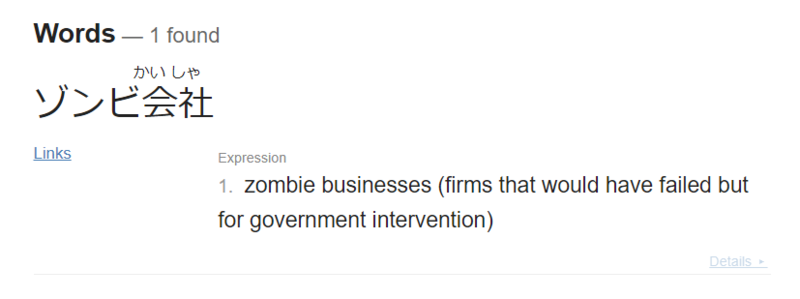 Words — 1 found
かい しゃ
ゾンビ会社
Links
Expression
1. zombie businesses (firms that would have failed but
for government intervention)
Details ▸